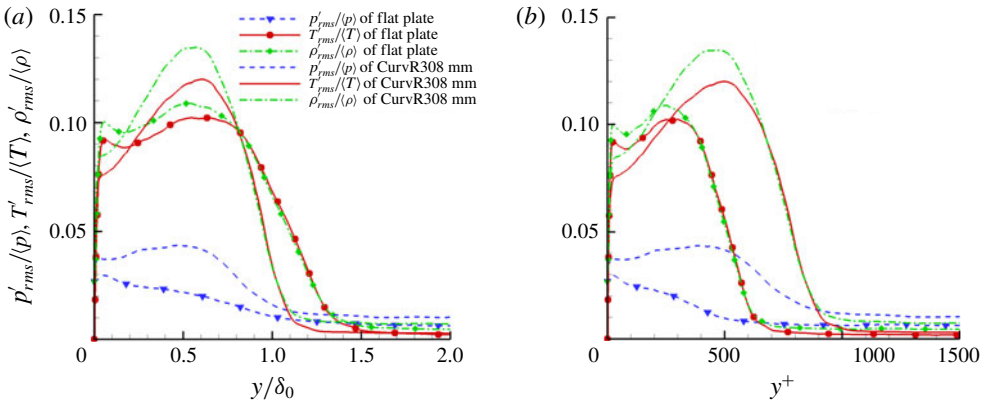 (a)
(b)
p′rms/⟨p⟩, T′rms/⟨T⟩, ρ′rms/⟨ρ⟩
0.15
0.10
0.05
0
0.5
1.0
1.5
2.0
y/δ0
p′rms/⟨p⟩ of flat plate
T′rms/⟨T⟩ of flat plate
ρ′rms/⟨ρ⟩ of flat plate
p′rms/⟨p⟩ of CurvR308 mm
T′rms/⟨T⟩ of CurvR308 mm
ρ′rms/⟨ρ⟩ of CurvR308 mm
0.15
0.10
0.05
0
500
1000
1500
y+